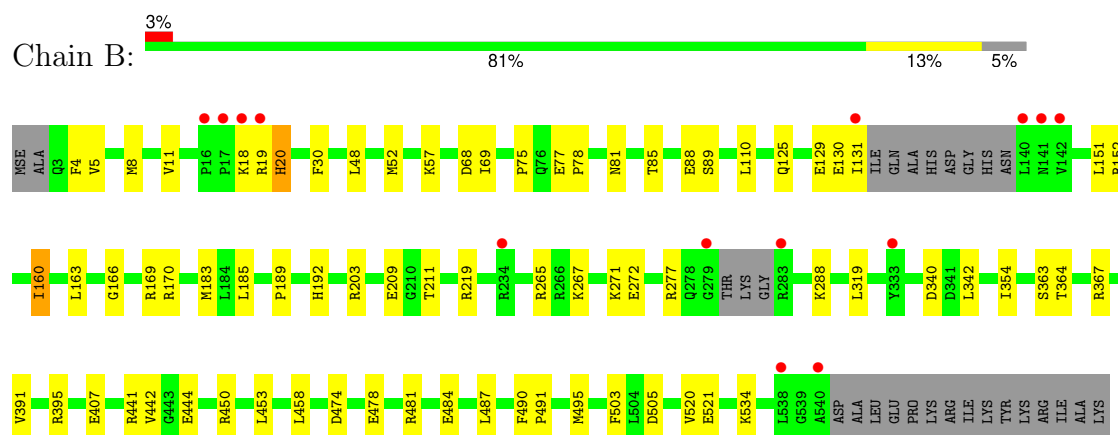 3%
Chain B:
81% 13% 5%
MSE ALA Q3 F4 V5 M8 V11 P16 P17 K18 R19 H20 F30 L48 M52 K57 D68 I69 P75 Q76 E77 P78 N81 T85 E88 S89 L110 Q125 E129 E130 I131 ILE GLN ALA HIS ASP GLY HIS ASN L140 N141 V142 L151 R152
I160 L163 G166 R169 R170 M183 L184 L185 P189 H192 R203 E209 G210 T211 R219 R234 R265 R266 K267 K271 E272 R277 Q278 G279 THR LYS GLY R283 K288 L319 Y333 D340 D341 L342 I354 S363 T364 R367
V391 R395 E407 R441 V442 G443 E444 R450 L453 L458 D474 E478 R481 E484 L487 F490 P491 M495 F503 L504 D505 V520 E521 K534 L538 G539 A540 ASP ALA LEU GLU PRO LYS ARG ILE LYS TYR LYS ARG ILE ALA LYS